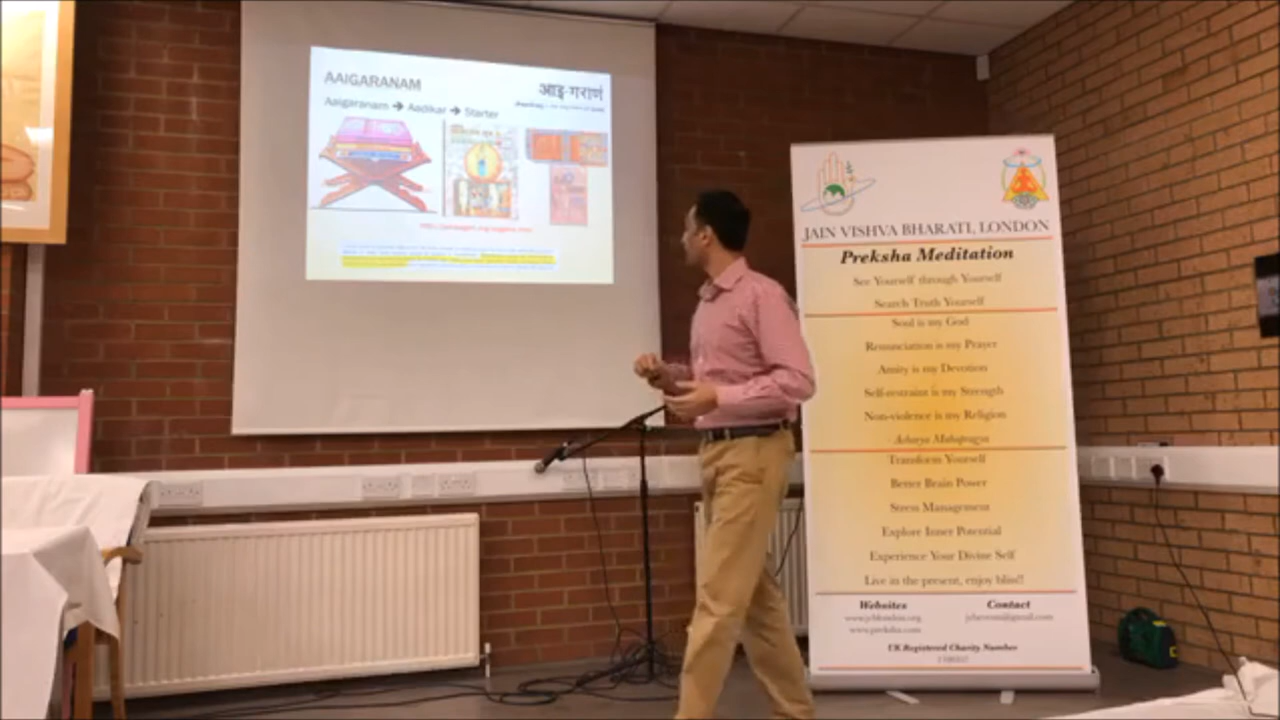 AAIGARANAM
आइ-गराणं
Aaigaranam → Aadikar → Starter
JAIN VISHVA BHARATI, LONDON
Preksha Meditation
See Yourself through Yourself
Search Truth Yourself
Soul is my God
Renunciation is my Prayer
Amity is my Devotion
Self-restraint is my Strength
Non-violence is my Religion
- Acharya Mahapragya
Transform Yourself
Better Brain Power
Stress Management
Explore Inner Potential
Experience Your Divine Self
Live in the present, enjoy bliss!!
Websites
Contact
www.preksha.com
UK Registered Charity Number